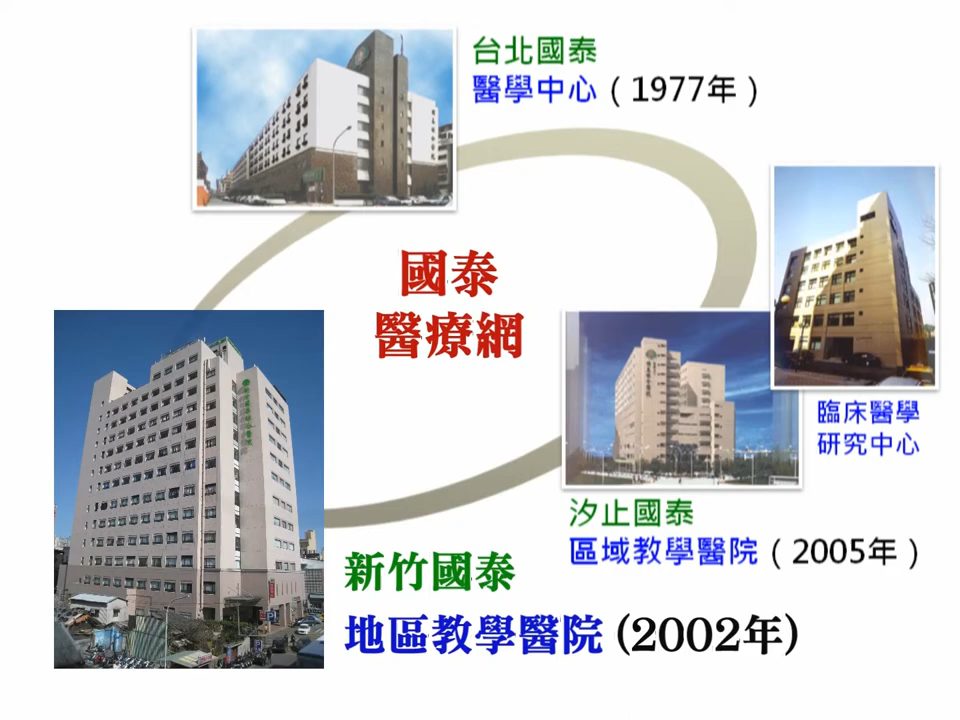 台北國泰
醫學中心（1977年）
國泰
醫療網
臨床醫學
研究中心
汐止國泰
區域教學醫院（2005年）
新竹國泰
地區教學醫院 (2002年)